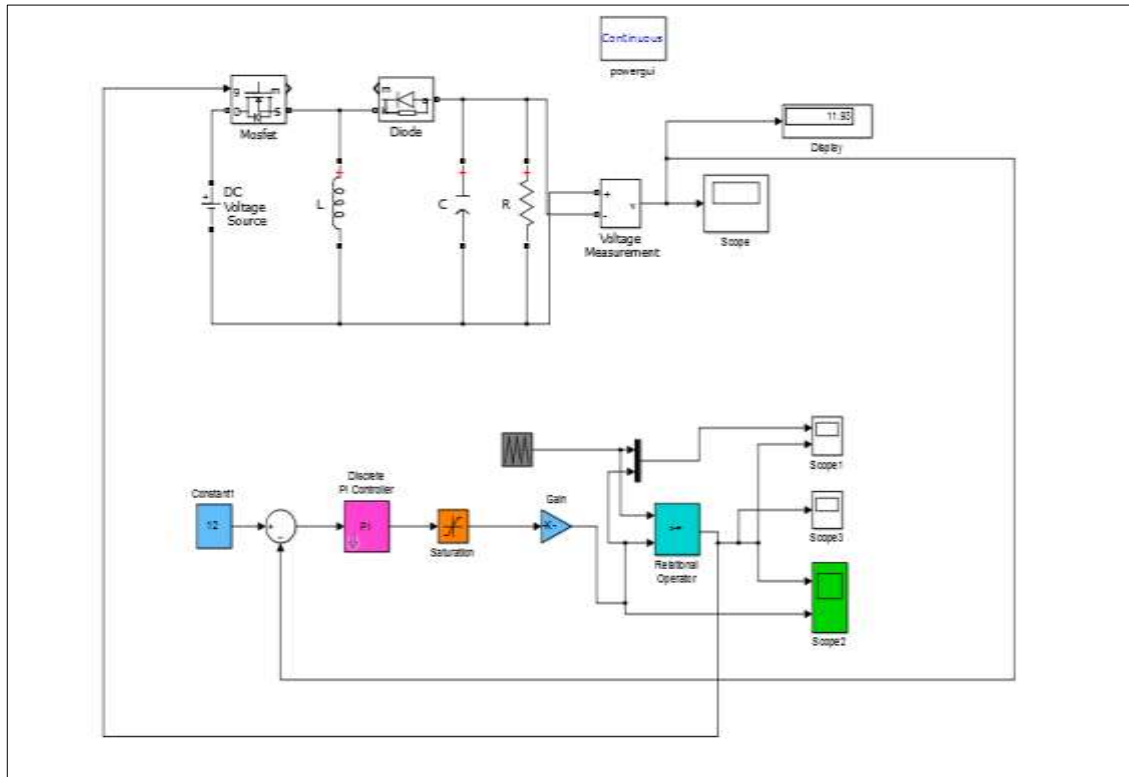 Continuous
powergui
g
m
D
S
Mosfet
m
k
a
Diode
11.93
Display
+
DC
Voltage
Source
+
L
+
C
+
R
+
-
v
Voltage
Measurement
Scope
Scope1
Discrete
PI Controller
Constant1
Gain
Scope3
12
+
-
PI
-K-
Saturation
Relational
Operator
Scope2